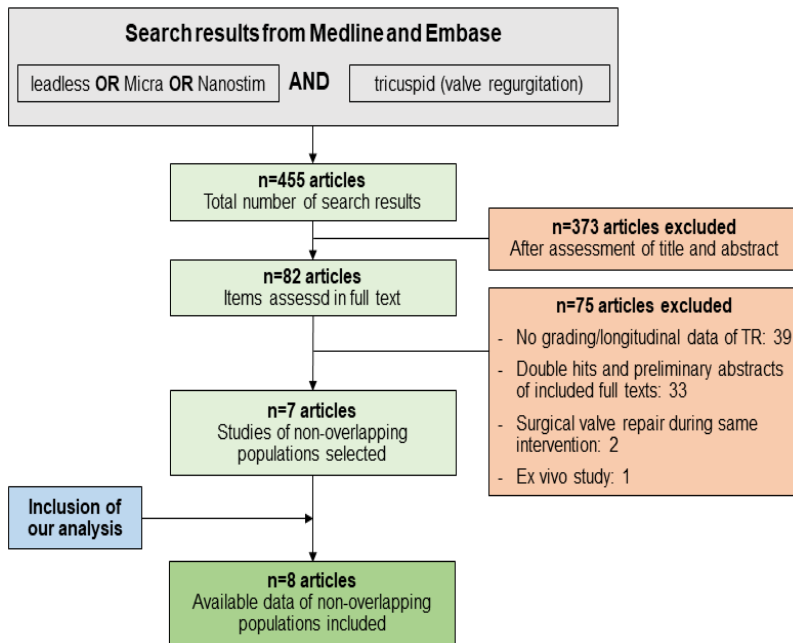 Search results from Medline and Embase
leadless OR Micra OR Nanostim AND tricuspid (valve regurgitation)
n=455 articles
Total number of search results
n=373 articles excluded
After assessment of title and abstract
n=82 articles
Items assessd in full text
n=75 articles excluded
- No grading/longitudinal data of TR: 39
- Double hits and preliminary abstracts
of included full texts: 33
- Surgical valve repair during same
intervention: 2
- Ex vivo study: 1
n=7 articles
Studies of non-overlapping
populations selected
Inclusion of
our analysis
n=8 articles
Available data of non-overlapping
populations included